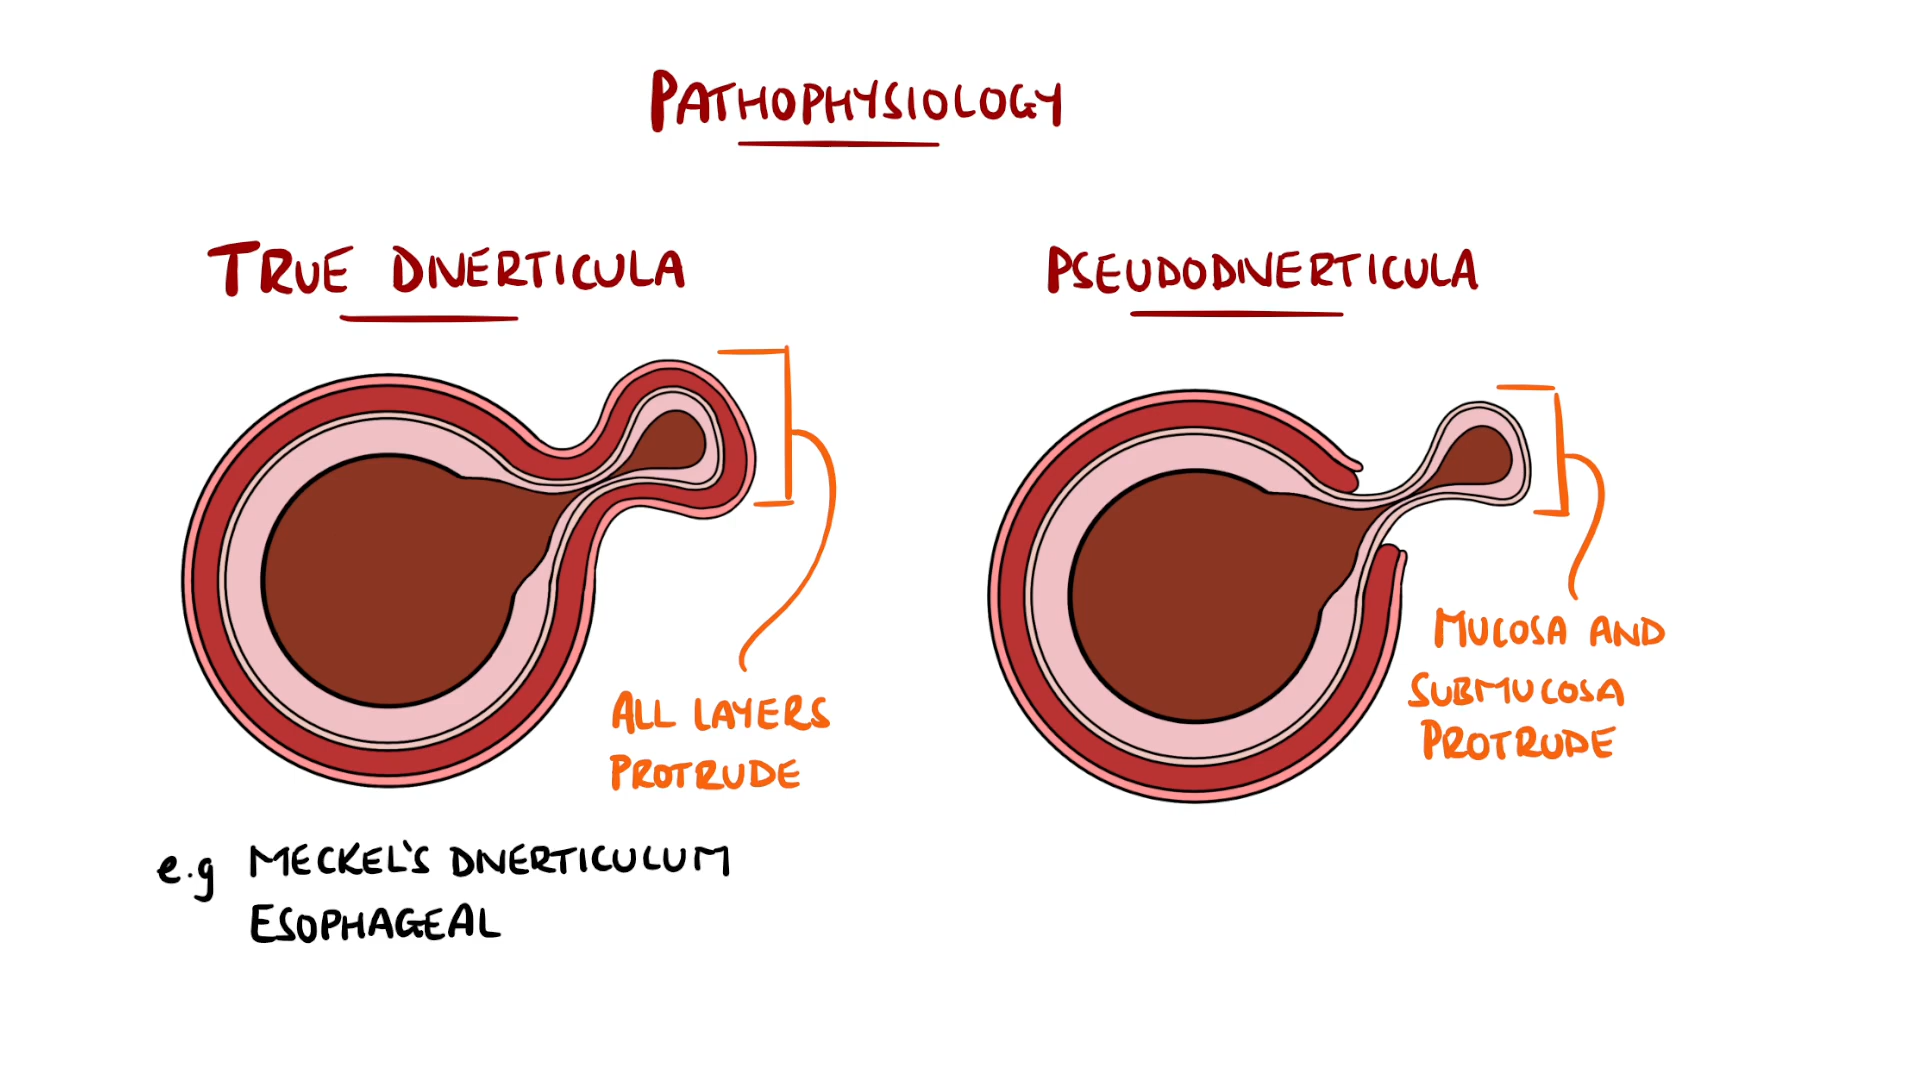 PATHOPHYSIOLOGY
TRUE DIVERTICULA
PSEUDODIVERTICULA
ALL LAYERS
PROTRUDE
MUCOSA AND
SUBMUCOSA
PROTRUDE
e.g MECKEL'S DIVERTICULUM
ESOPHAGEAL